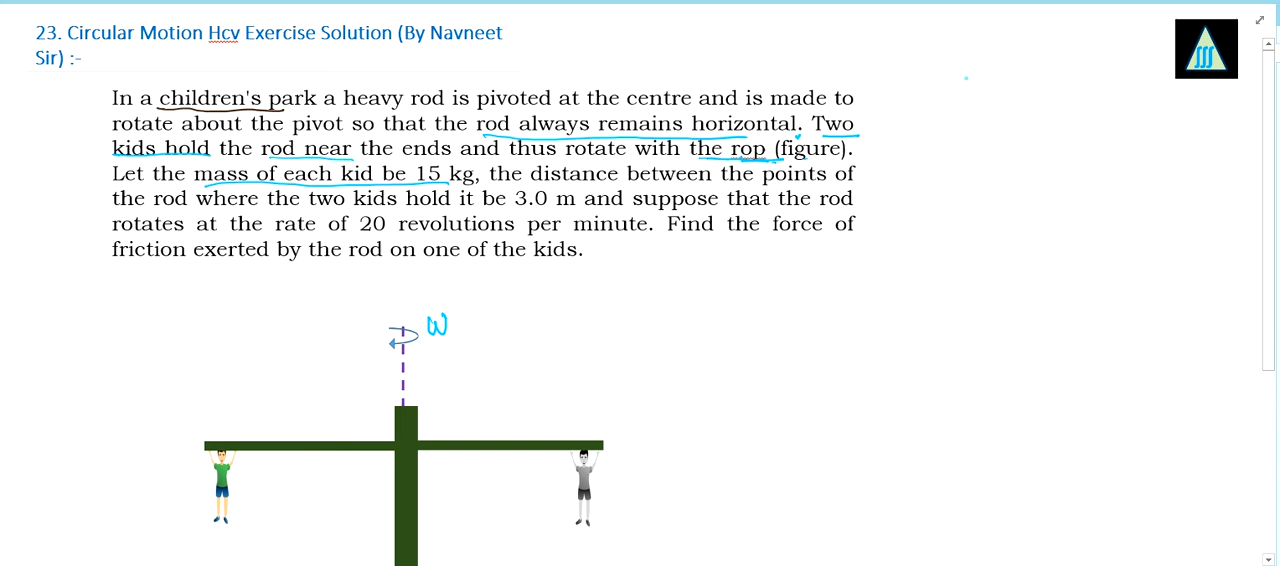 23. Circular Motion Hcv Exercise Solution (By Navneet
Sir) :-
In a children's park a heavy rod is pivoted at the centre and is made to
rotate about the pivot so that the rod always remains horizontal. Two
kids hold the rod near the ends and thus rotate with the rop (figure).
Let the mass of each kid be 15 kg, the distance between the points of
the rod where the two kids hold it be 3.0 m and suppose that the rod
rotates at the rate of 20 revolutions per minute. Find the force of
friction exerted by the rod on one of the kids.
ω